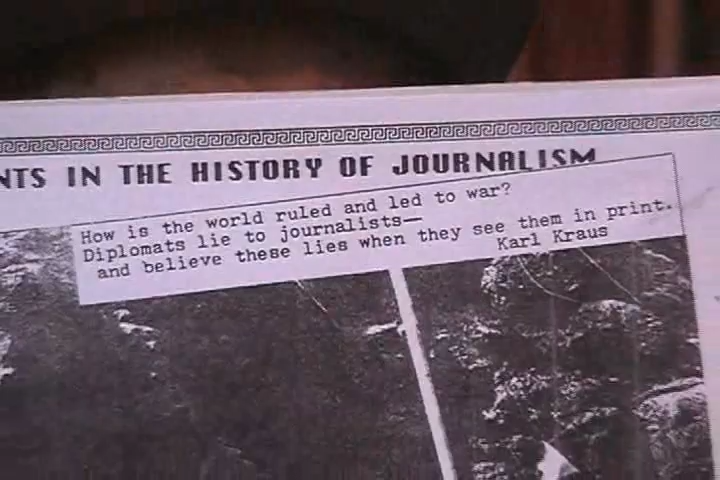 NTS IN THE HISTORY OF JOURNALISM
How is the world ruled and led to war?
Diplomats lie to journalists—
and believe these lies when they see them in print.
Karl Kraus